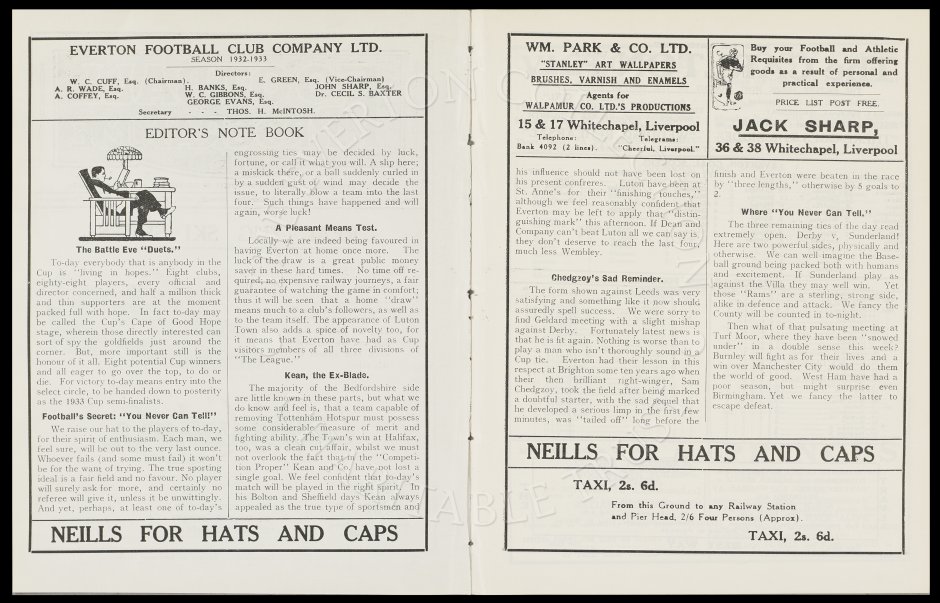 EVERTON FOOTBALL CLUB COMPANY LTD.
SEASON 1932-1933
Directors:
W. C. CUFF, Esq. (Chairman).
E. GREEN, Esq. (Vice-Chairman)
A. R. WADE, Esq.
H. BANKS, Esq.
JOHN SHARP, Esq.
A. COFFEY, Esq.
W. C. GIBBONS, Esq.
Dr. CECIL S. BAXTER
GEORGE EVANS, Esq.
Secretary - - - THOS. H. McINTOSH.
EDITOR'S NOTE BOOK
The Battle Eve "Duets."
To-day everybody that is anybody in the
Cup is "living in hopes." Eight clubs,
eighty-eight players, every official and
director concerned, and half a million thick
and thin supporters are at the moment
packed full with hope. In fact to-day may
be called the Cup's Cape of Good Hope
stage, wherein those directly interested can
sort of spy the goldfields just around the
corner. But, more important still is the
honour of it all. Eight potential Cup winners
and all eager to go over the top, to do or
die. For victory to-day means entry into the
select circle, to be handed down to posterity
as the 1933 Cup semi-finalists.
Football's Secret: "You Never Can Tell!"
We raise our hat to the players of to-day,
for their spirit of enthusiasm. Each man, we
feel sure, will be out to the very last ounce.
Whoever fails (and some must fail) it won't
be for the want of trying. The true sporting
ideal is a fair field and no favour. No player
will surely ask for more, and certainly no
referee will give it, unless it be unwittingly.
And yet, perhaps, at least one of to-day's
engrossing ties may be decided by luck,
fortune, or call it what you will. A slip here;
a miskick there, or a ball suddenly curled in
by a sudden gust of wind may decide the
issue, to literally blow a team into the last
four. Such things have happened and will
again, worse luck!
A Pleasant Means Test.
Locally we are indeed being favoured in
having Everton at home once more. The
luck of the draw is a great public money
saver in these hard times. No time off re-
quired, no expensive railway journeys, a fair
guarantee of watching the game in comfort;
thus it will be seen that a home "draw"
means much to a club's followers, as well as
to the team itself. The appearance of Luton
Town also adds a spice of novelty too, for
it means that Everton have had as Cup
visitors members of all three divisions of
"The League."
Kean, the Ex-Blade.
The majority of the Bedfordshire side
are little known in these parts, but what we
do know and feel is, that a team capable of
removing Tottenham Hotspur must possess
some considerable measure of merit and
fighting ability. The Town's win at Halifax,
too, was a clean cut affair, whilst we must
not overlook the fact that in the "Competi-
tion Proper" Kean and Co. have not lost a
single goal. We feel confident that to-day's
match will be played in the right spirit. In
his Bolton and Sheffield days Kean always
appealed as the true type of sportsman and
NEILLS FOR HATS AND CAPS
WM. PARK & CO. LTD.
"STANLEY" ART WALLPAPERS
BRUSHES, VARNISH AND ENAMELS
Agents for
WALPAMUR CO. LTD.'S PRODUCTIONS
15 & 17 Whitechapel, Liverpool
Telephone: Telegrams:
Bank 4092 (2 lines). "Cheerful, Liverpool."
Buy your Football and Athletic
Requisites from the firm offering
goods as a result of personal and
practical experience.
PRICE LIST POST FREE.
JACK SHARP,
36 & 38 Whitechapel, Liverpool
his influence should not have been lost on
his present confreres. Luton have been at
St. Anne's for their "finishing touches,"
although we feel reasonably confident that
Everton may be left to apply that "distin-
guishing mark" this afternoon. If Dean and
Company can't beat Luton all we can say is,
they don't deserve to reach the last four,
much less Wembley.
Chedgzoy's Sad Reminder.
The form shown against Leeds was very
satisfying and something like it now should
assuredly spell success. We were sorry to
find Geldard meeting with a slight mishap
against Derby. Fortunately latest news is
that he is fit again. Nothing is worse than to
play a man who isn't thoroughly sound in a
Cup tie. Everton had their lesson in this
respect at Brighton some ten years ago when
their then brilliant right-winger, Sam
Chedgzoy, took the field after being marked
a doubtful starter, with the sad sequel that
he developed a serious limp in the first few
minutes, was "tailed off" long before the
finish and Everton were beaten in the race
by "three lengths," otherwise by 5 goals to
2.
Where "You Never Can Tell."
The three remaining ties of the day read
extremely open. Derby v. Sunderland!
Here are two powerful sides, physically and
otherwise. We can well imagine the Base-
ball ground being packed both with humans
and excitement. If Sunderland play as
against the Villa they may well win. Yet
those "Rams" are a sterling, strong side,
alike in defence and attack. We fancy the
County will be counted in to-night.
Then what of that pulsating meeting at
Turf Moor, where they have been "snowed
under" in a double sense this week?
Burnley will fight as for their lives and a
win over Manchester City would do them
the world of good. West Ham have had a
poor season, but might surprise even
Birmingham. Yet we fancy the latter to
escape defeat.
NEILLS FOR HATS AND CAPS
TAXI, 2s. 6d.
From this Ground to any Railway Station
and Pier Head, 2/6 Four Persons (Approx).
TAXI, 2s. 6d.